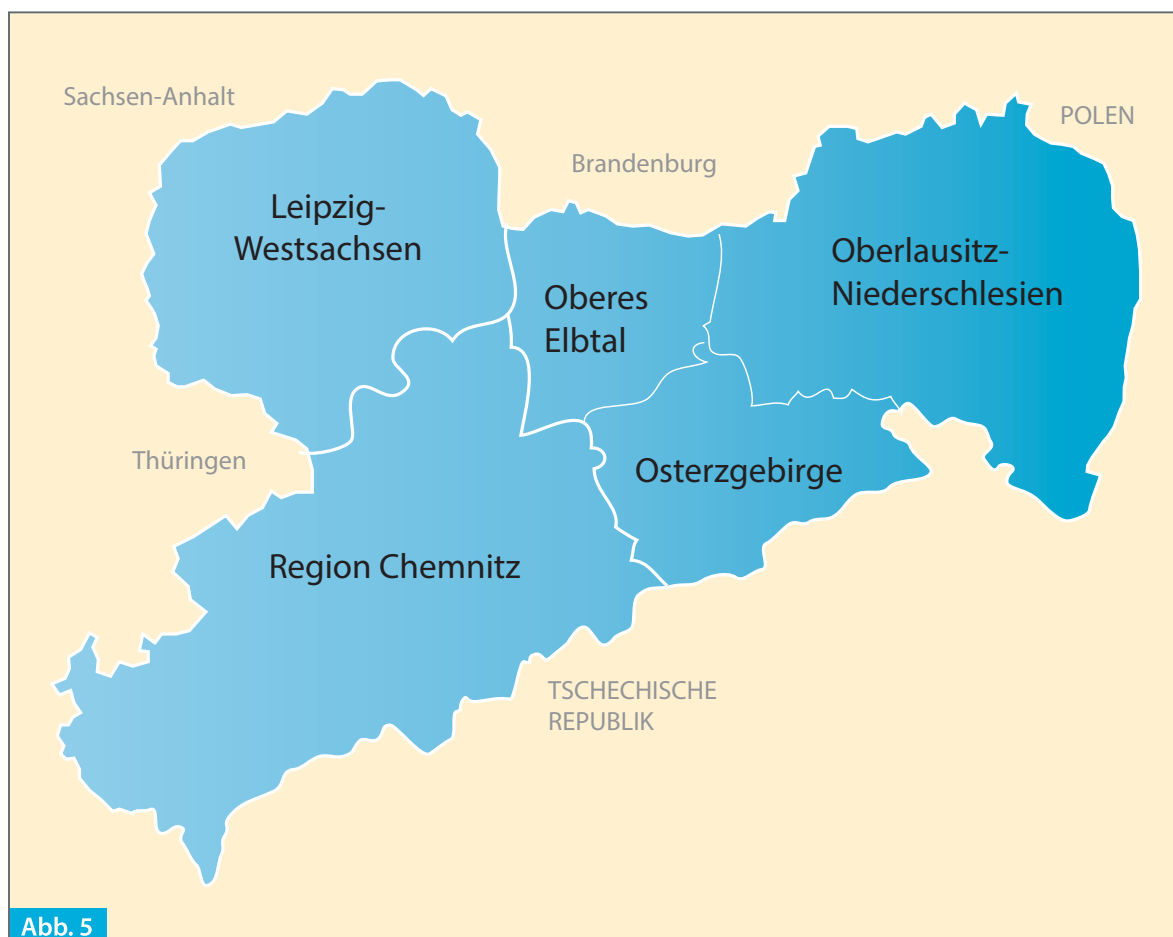 Sachsen-Anhalt
POLEN
Brandenburg
Leipzig-
Westsachsen
Oberlausitz-
Niederschlesien
Oberes
Elbtal
Thüringen
Osterzgebirge
Region Chemnitz
TSCHECHISCHE
REPUBLIK
Abb. 5